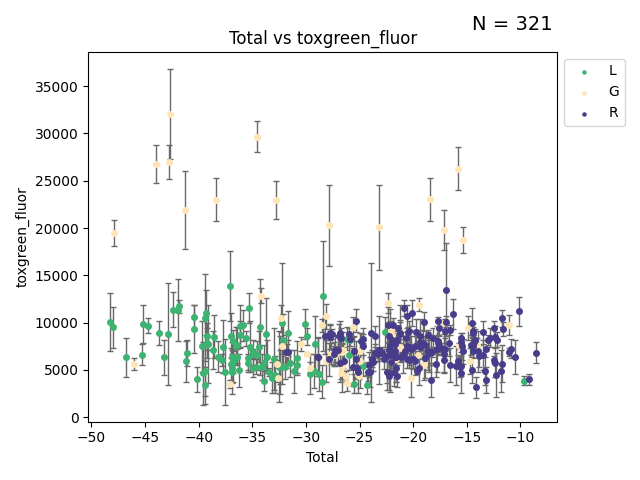 N = 321
Total vs toxgreen_fluor
L
G
R
toxgreen_fluor
35000
30000
25000
20000
15000
10000
5000
0
−50 −45 −40 −35 −30 −25 −20 −15 −10
Total